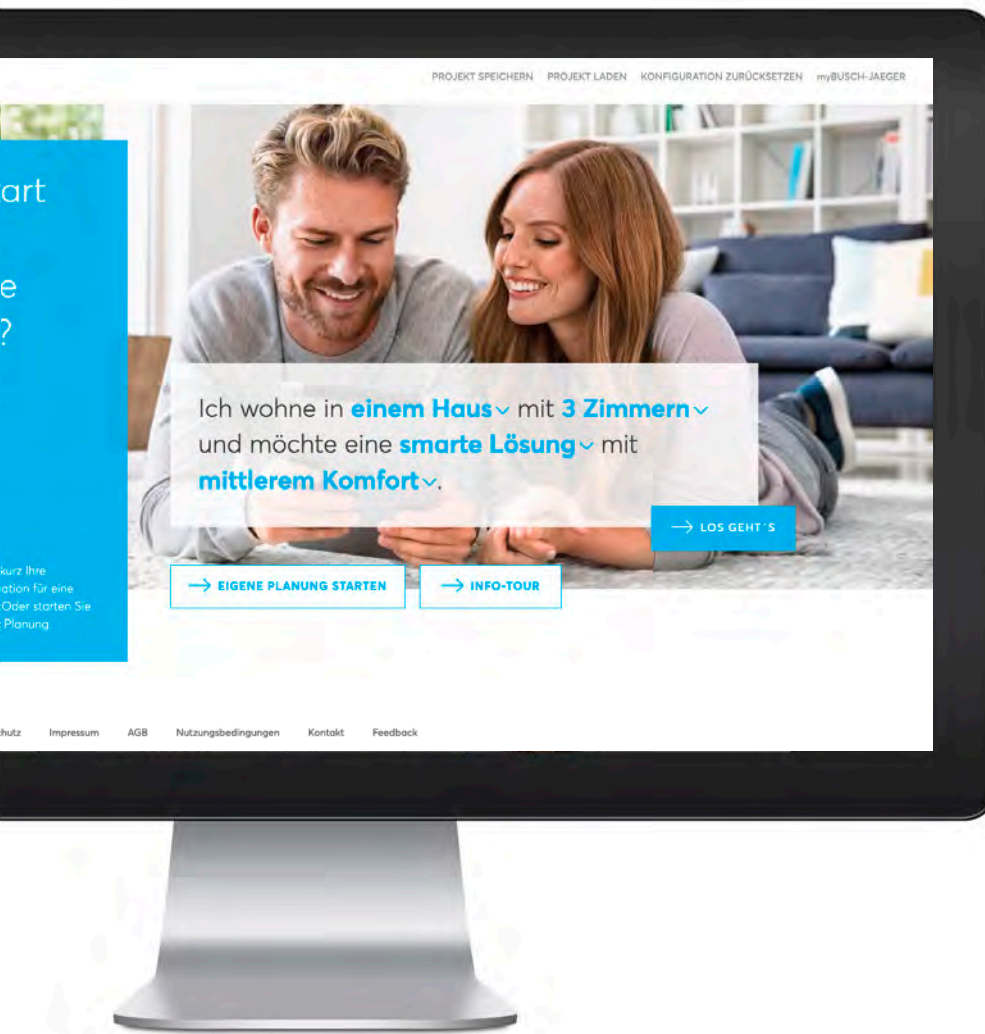 PROJEKT SPEICHERN PROJEKT LADEN KONFIGURATION ZURÜCKSETZEN myBUSCH-JAEGER
art
e
?
Ich wohne in einem Haus mit 3 Zimmern
und möchte eine smarte Lösung mit
mittlerem Komfort.
→ LOS GEHT´S
→ EIGENE PLANUNG STARTEN → INFO-TOUR
kurz Ihre
ation für eine
Oder starten Sie
Planung
hutz Impressum AGB Nutzungsbedingungen Kontakt Feedback